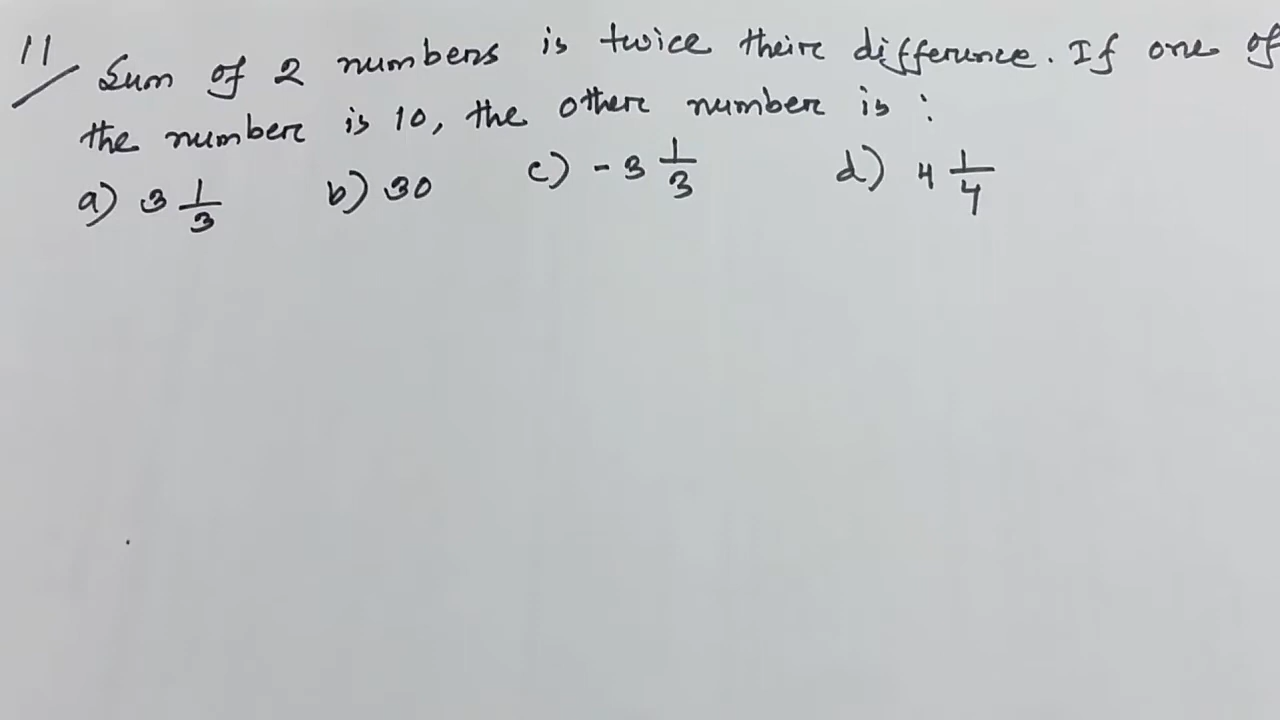 11/ Sum of 2 numbers is twice their difference. If one of
the number is 10, the other number is :
a) 3 1/3 b) 30 c) -3 1/3 d) 4 1/4